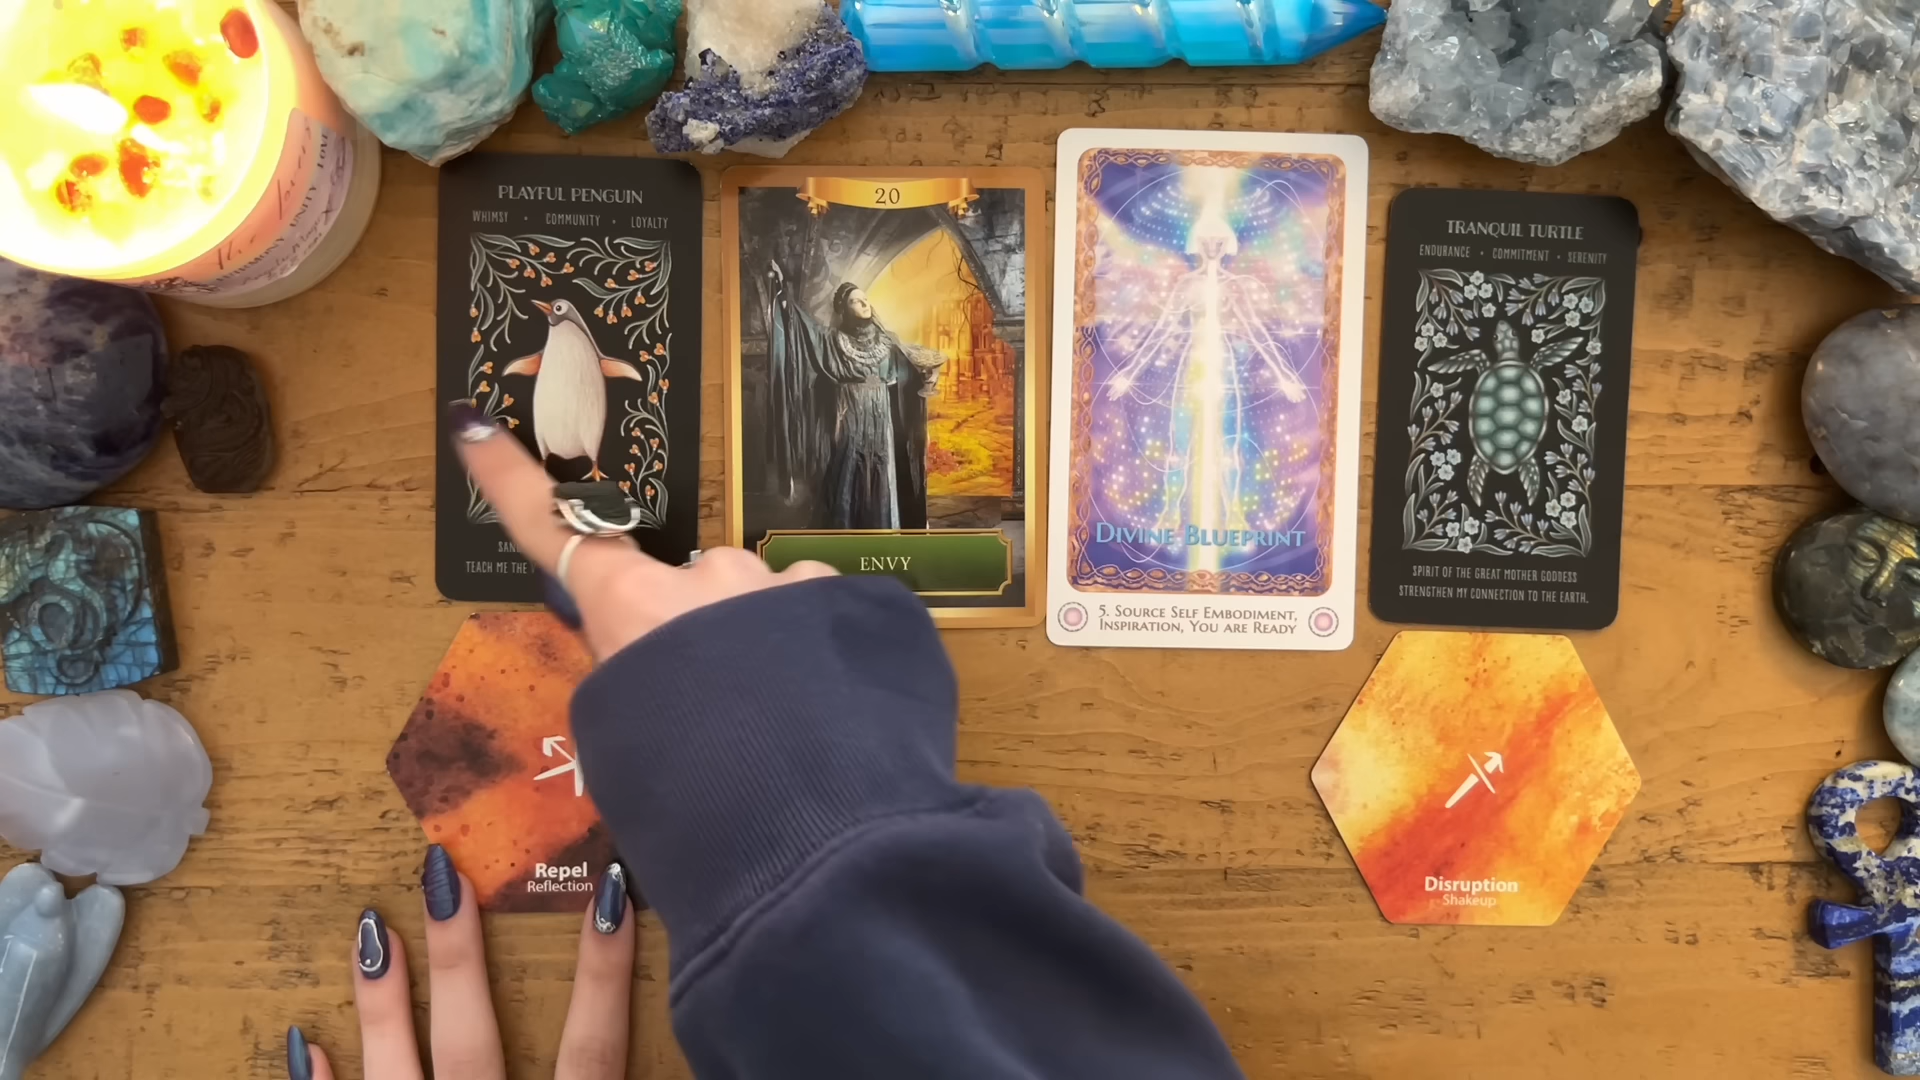 PLAYFUL PENGUIN
WHIMSY • COMMUNITY • LOYALTY
TEACH ME THE
20
ENVY
DIVINE BLUEPRINT
5. SOURCE SELF EMBODIMENT,
INSPIRATION, YOU ARE READY
TRANQUIL TURTLE
ENDURANCE • COMMITMENT • SERENITY
SPIRIT OF THE GREAT MOTHER GODDESS
STRENGTHEN MY CONNECTION TO THE EARTH.
Repel
Reflection
Disruption
Shakeup